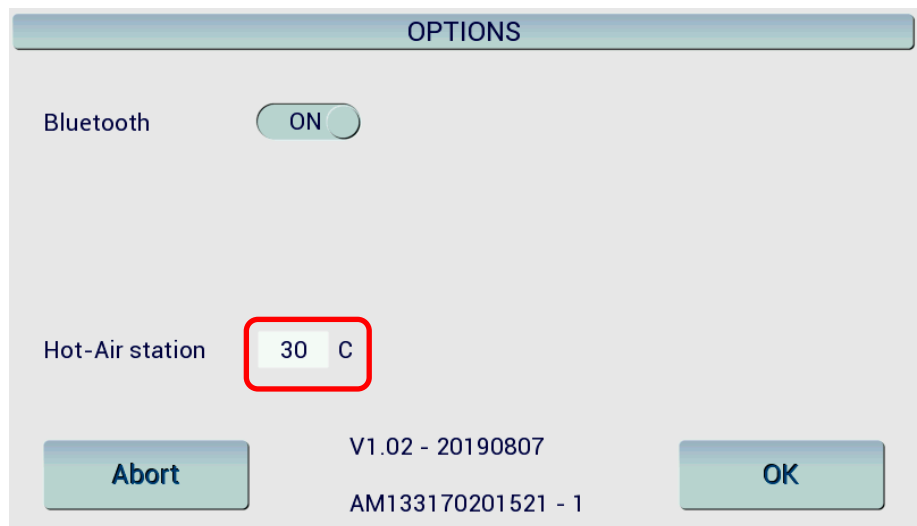 OPTIONS
Bluetooth ON
Hot-Air station 30 C
Abort
V1.02 - 20190807
AM133170201521 - 1
OK